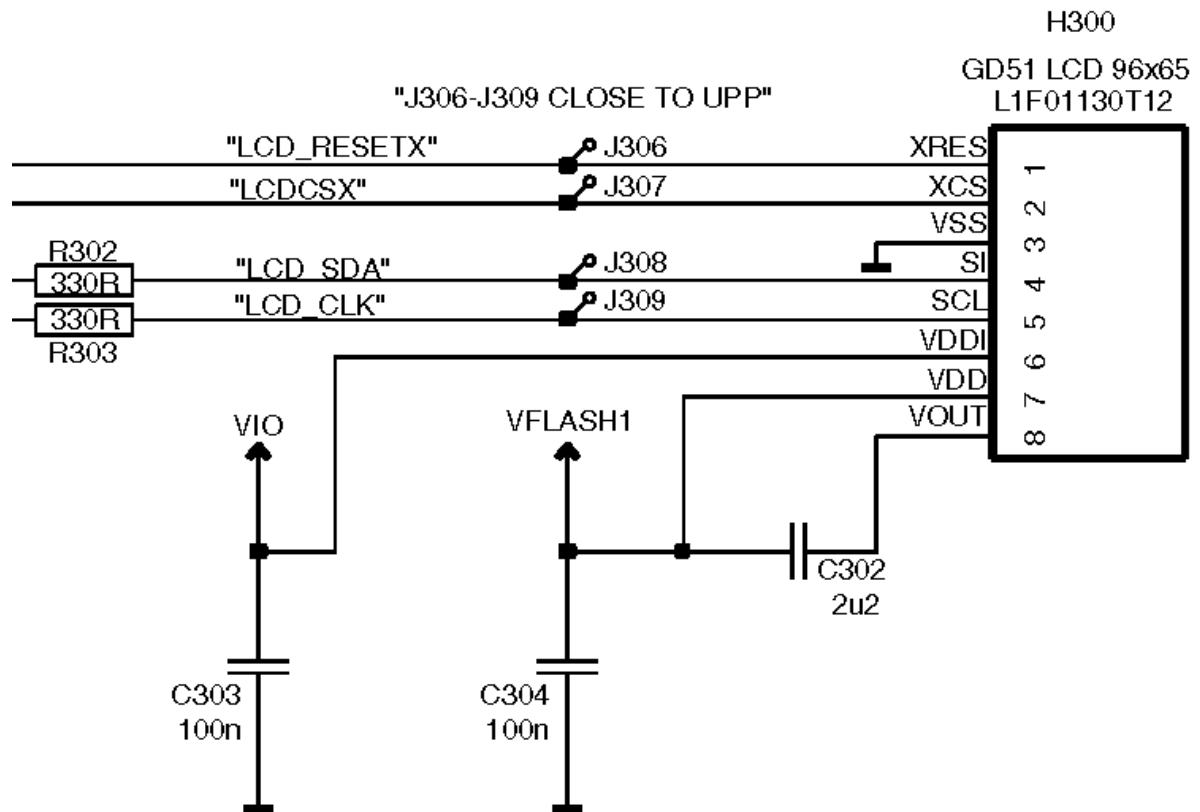 H300
GD51 LCD 96x65
L1F01130T12
"J306-J309 CLOSE TO UPP"
"LCD_RESETX" J306 XRES 1
"LCDCSX" J307 XCS 2
VSS 3
R302 330R "LCD_SDA" J308 SI 4
330R R303 "LCD_CLK" J309 SCL 5
VDDI 6
VDD 7
VOUT 8
VIO
VFLASH1
C302
2u2
C303
100n
C304
100n